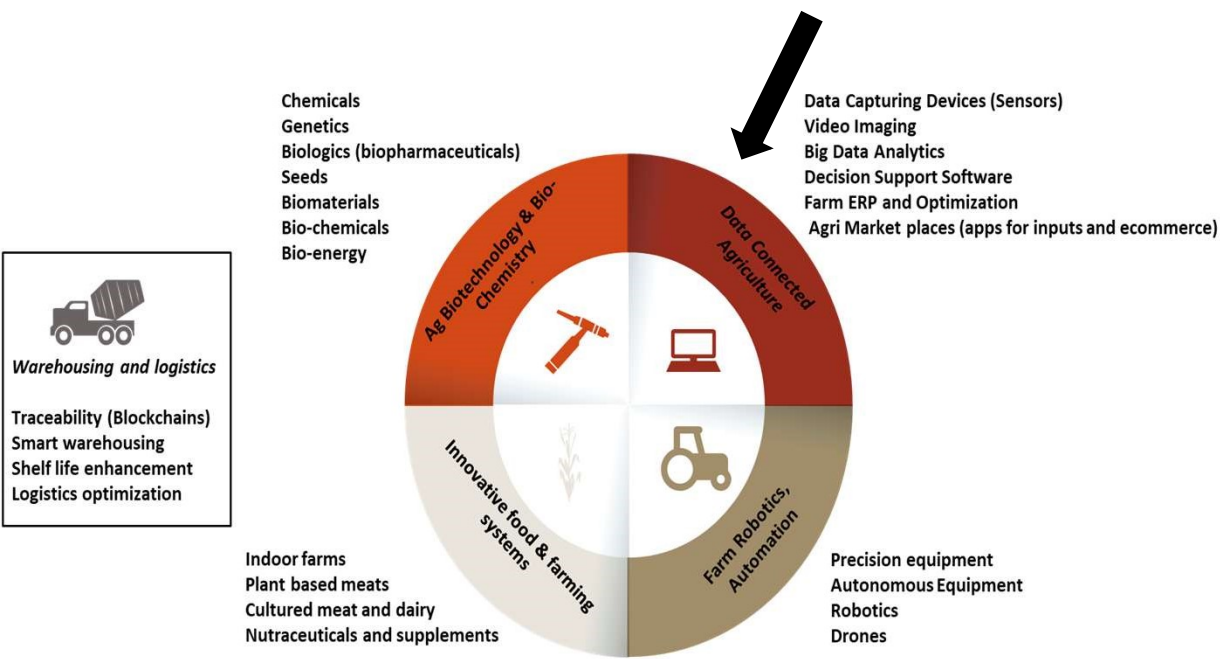 Chemicals
Genetics
Biologics (biopharmaceuticals)
Seeds
Biomaterials
Bio-chemicals
Bio-energy
Data Capturing Devices (Sensors)
Video Imaging
Big Data Analytics
Decision Support Software
Farm ERP and Optimization
Agri Market places (apps for inputs and ecommerce)
Ag Biotechnology & Bio-
Chemistry
Data Connected
Agriculture
Warehousing and logistics
Traceability (Blockchains)
Smart warehousing
Shelf life enhancement
Logistics optimization
Innovative food & farming
systems
Farm Robotics,
Automation
Indoor farms
Plant based meats
Cultured meat and dairy
Nutraceuticals and supplements
Precision equipment
Autonomous Equipment
Robotics
Drones